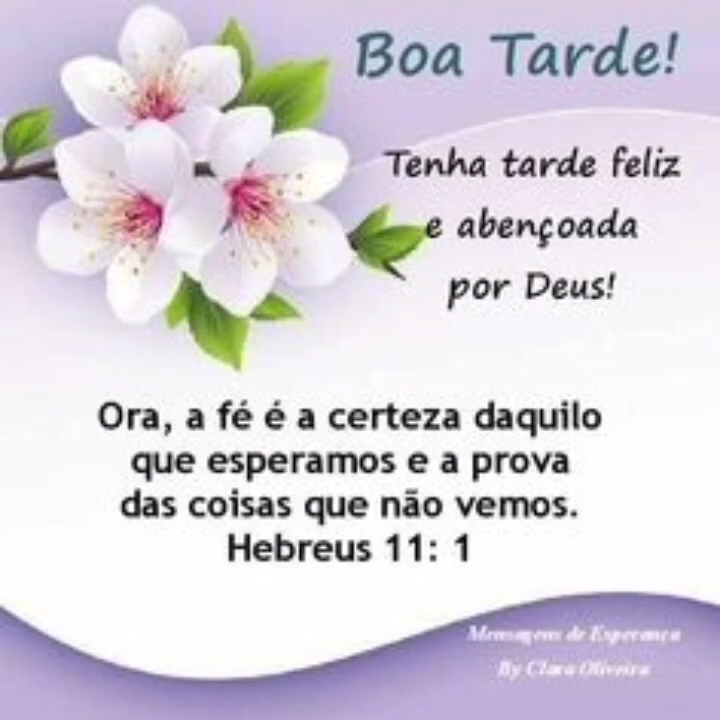 Boa Tarde!
Tenha tarde feliz
e abençoada
por Deus!
Ora, a fé é a certeza daquilo
que esperamos e a prova
das coisas que não vemos.
Hebreus 11: 1
Mensagens de Esperança
By Clara Oliveira